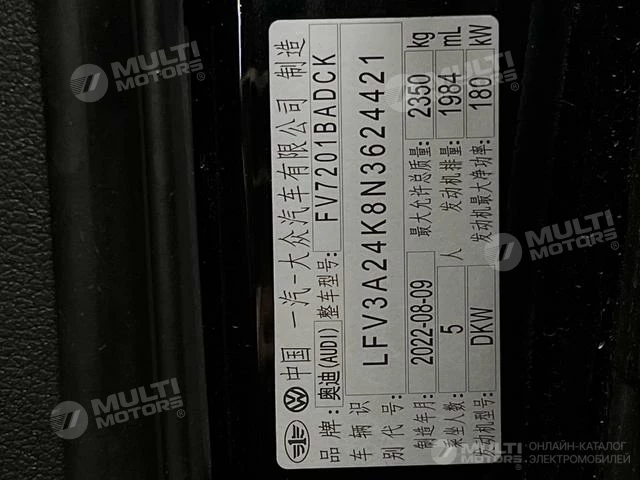 中国 一汽-大众汽车有限公司 制造
品牌: 奥迪(AUDI) 整车型号: FV7201BADCK
车辆识别代号: LFV3A24K8N3624421
制造年月: 2022-08-09 最大允许总质量: 2350 kg
乘坐人数: 5 人 发动机排量: 1984 mL
发动机型号: DKW 发动机最大净功率: 180 kW
MULTI MOTORS®
MULTI MOTORS®
MULTI MOTORS®
MULTI MOTORS®
MULTI MOTORS®
MULTI MOTORS®
ОНЛАЙН-КАТАЛОГ
ЭЛЕКТРОМОБИЛЕЙ